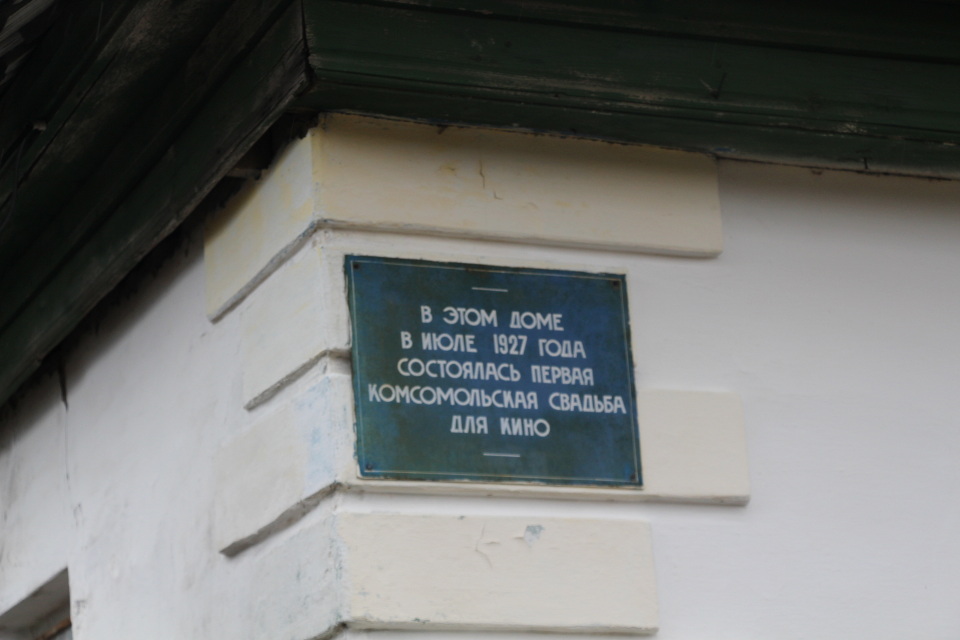 В ЭТОМ ДОМЕ
В ИЮЛЕ 1927 ГОДА
СОСТОЯЛАСЬ ПЕРВАЯ
КОМСОМОЛЬСКАЯ СВАДЬБА
ДЛЯ КИНО